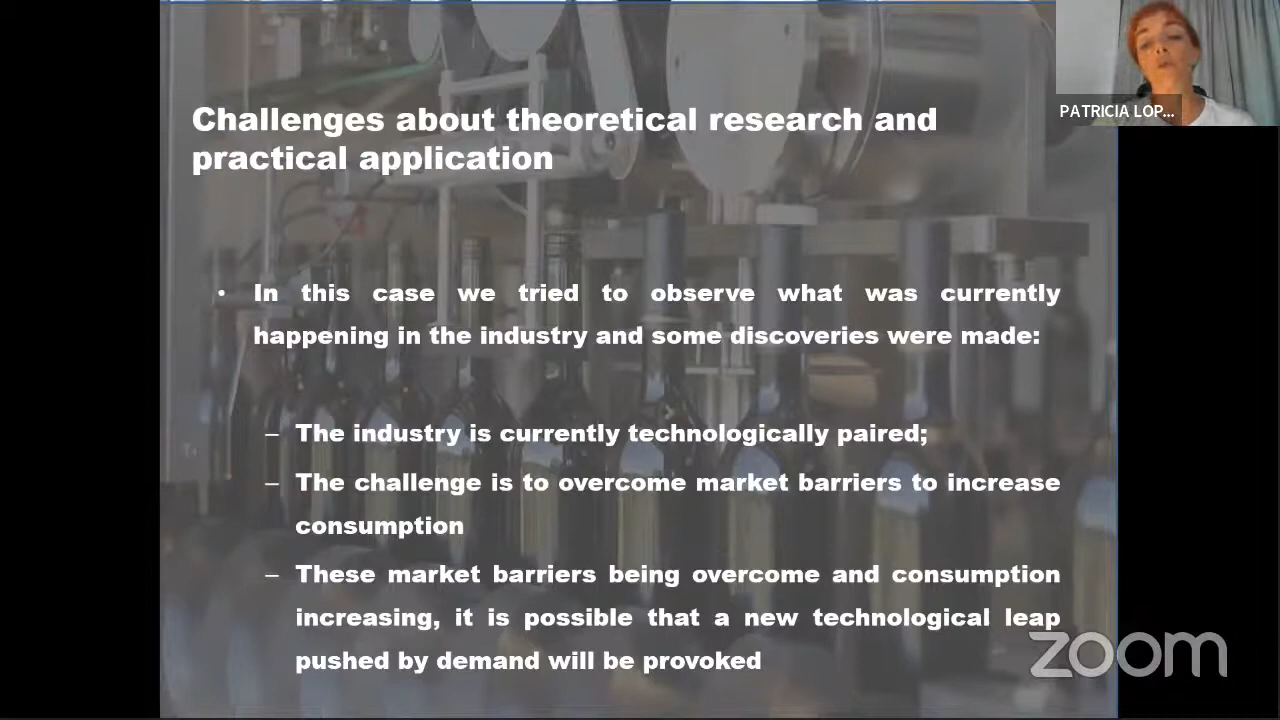 PATRICIA LOP...
Challenges about theoretical research and
practical application
• In this case we tried to observe what was currently
happening in the industry and some discoveries were made:
– The industry is currently technologically paired;
– The challenge is to overcome market barriers to increase
consumption
– These market barriers being overcome and consumption
increasing, it is possible that a new technological leap
pushed by demand will be provoked
zoom